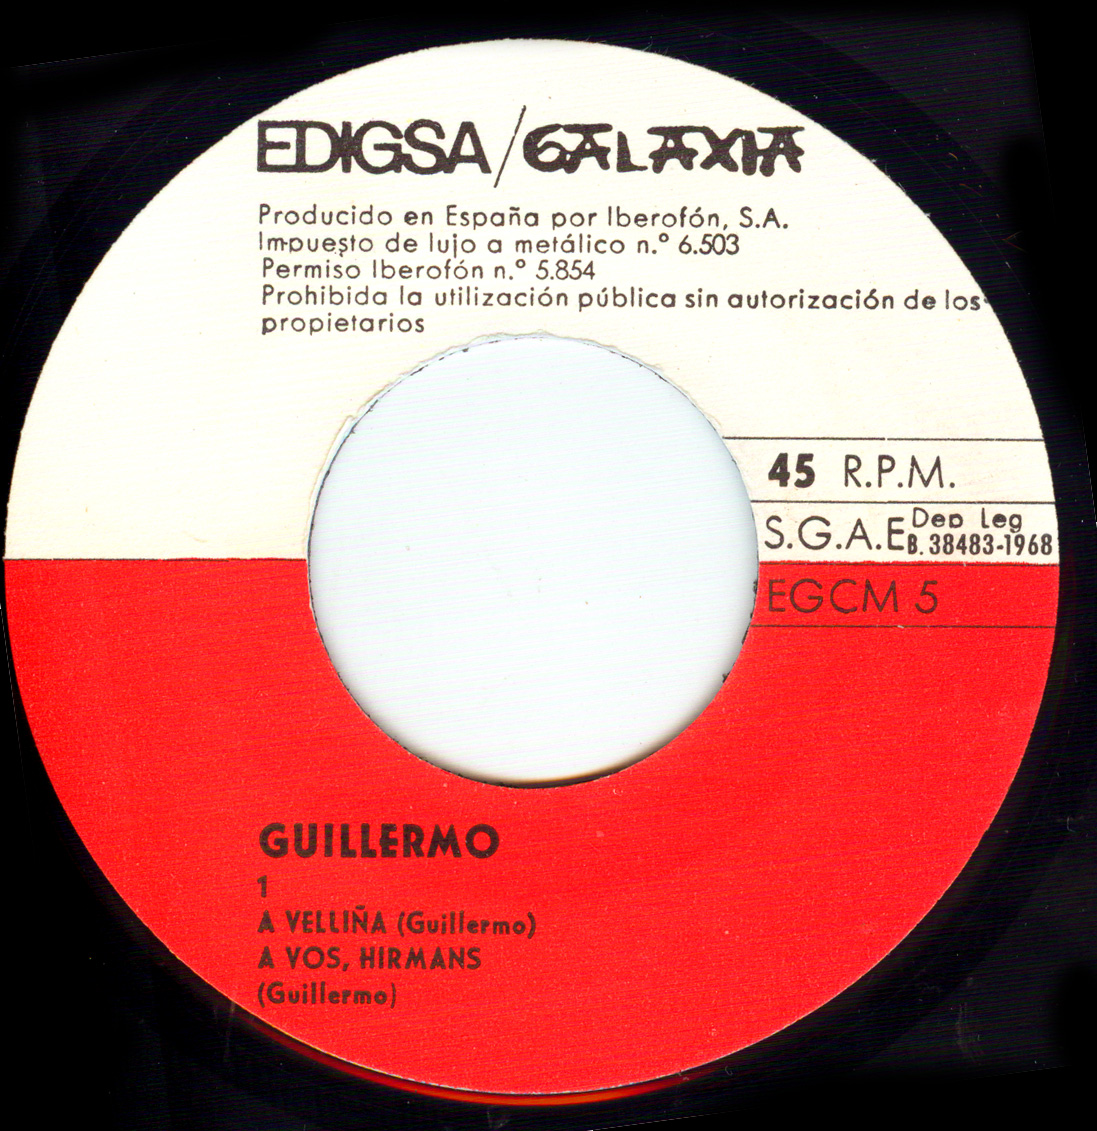 EDIGSA/GALAXIA
Producido en España por Iberofón, S.A.
Impuesto de lujo a metálico n.º 6.503
Permiso Iberofón n.º 5.854
Prohibida la utilización pública sin autorización de los
propietarios
45 R.P.M.
S.G.A.E Dep Leg
B. 38483-1968
EGCM 5
GUILLERMO
1
A VELLIÑA (Guillermo)
A VOS, HIRMANS
(Guillermo)